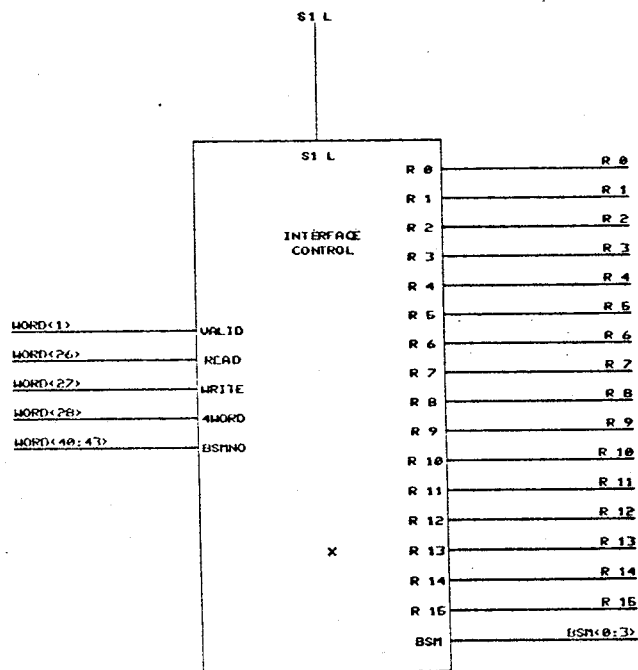 S1 L
S1 L
INTERFACE
CONTROL
R 0 R 0
R 1 R 1
R 2 R 2
R 3 R 3
R 4 R 4
R 5 R 5
WORD<1> VALID
R 6 R 6
WORD<26> READ
R 7 R 7
WORD<27> WRITE
R 8 R 8
WORD<28> 4WORD
R 9 R 9
WORD<40:43> BSMNO
R 10 R 10
R 11 R 11
R 12 R 12
X
R 13 R 13
R 14 R 14
R 15 R 15
BSM BSM<0:3>